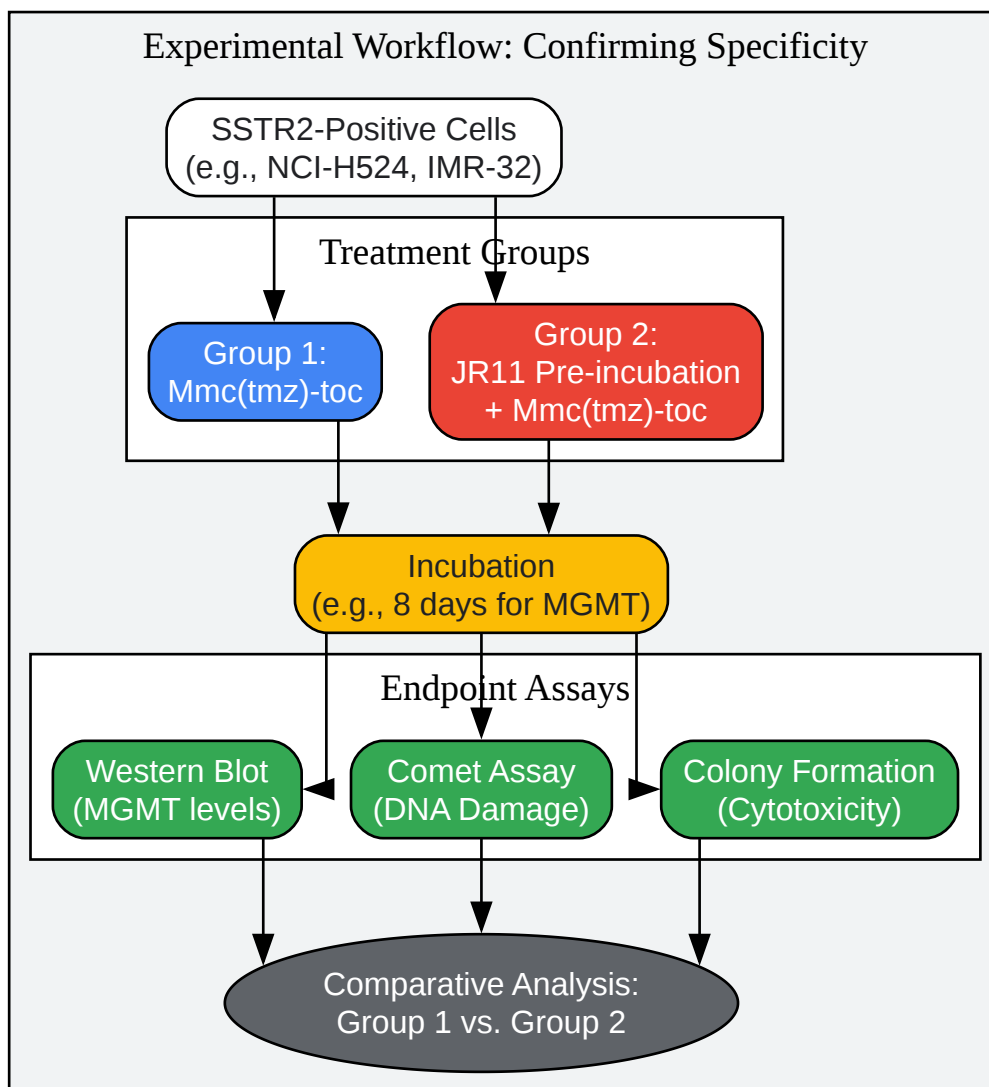 Experimental Workflow: Confirming Specificity
SSTR2-Positive Cells
(e.g., NCI-H524, IMR-32)
Treatment Groups
Group 1:
Mmc(tmz)-toc
Group 2:
JR11 Pre-incubation
+ Mmc(tmz)-toc
Incubation
(e.g., 8 days for MGMT)
Endpoint Assays
Western Blot
(MGMT levels)
Comet Assay
(DNA Damage)
Colony Formation
(Cytotoxicity)
Comparative Analysis:
Group 1 vs. Group 2